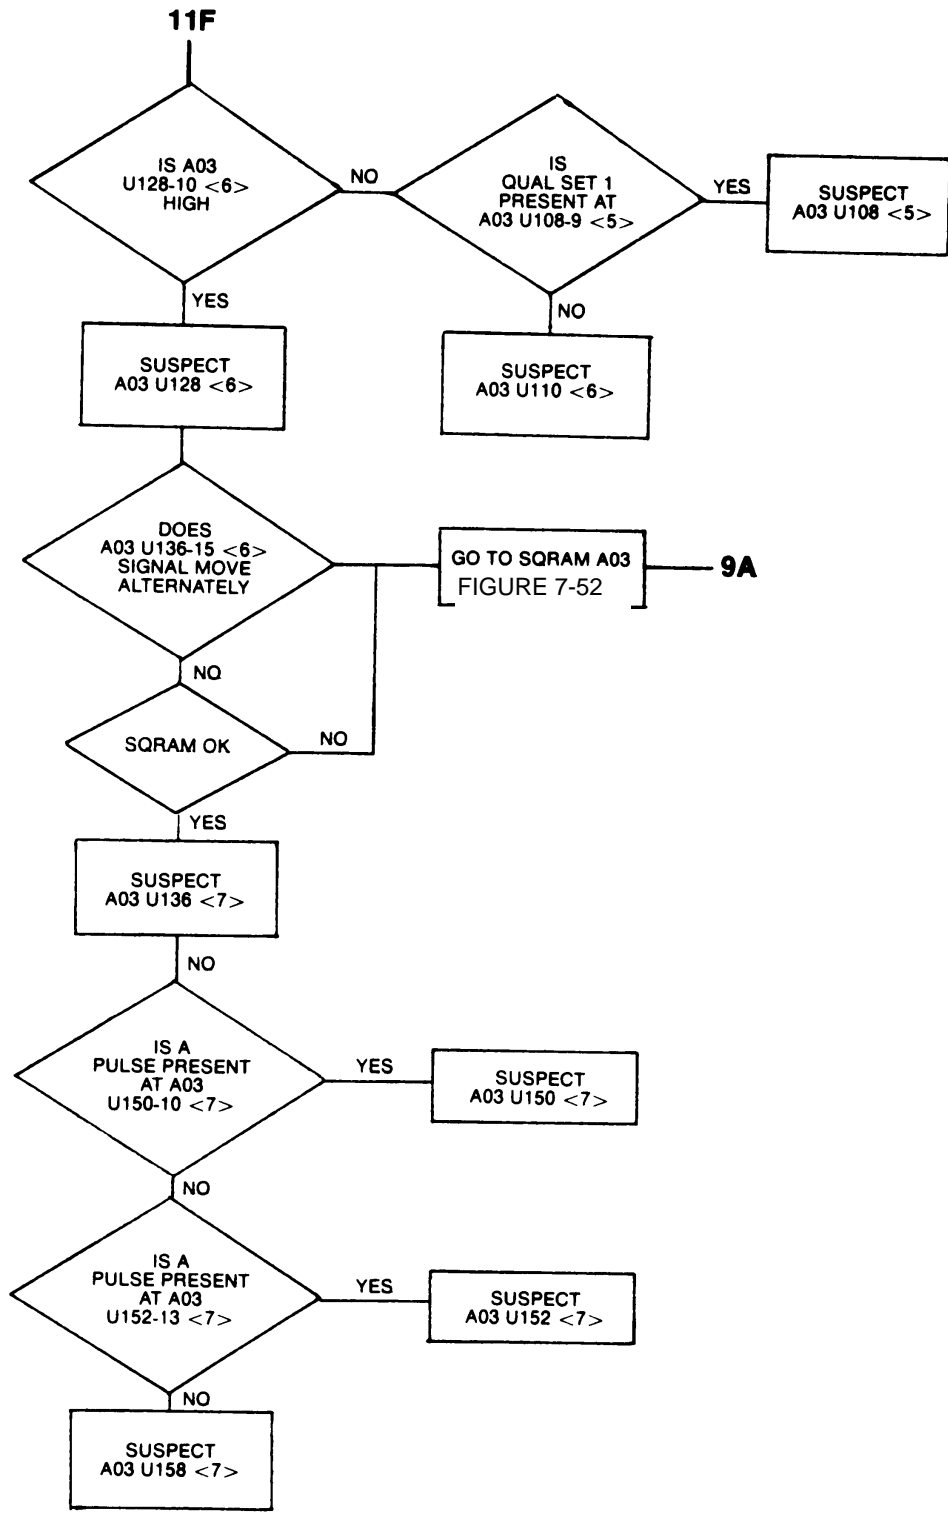 11F
IS A03
U128-10 <6>
HIGH
NO
IS
QUAL SET 1
PRESENT AT
A03 U108-9 <5>
YES
SUSPECT
A03 U108 <5>
YES
NO
SUSPECT
A03 U128 <6>
SUSPECT
A03 U110 <6>
DOES
A03 U136-15 <6>
SIGNAL MOVE
ALTERNATELY
GO TO SQRAM A03
FIGURE 7-52
9A
NO
SQRAM OK
NO
YES
SUSPECT
A03 U136 <7>
NO
IS A
PULSE PRESENT
AT A03
U150-10 <7>
YES
SUSPECT
A03 U150 <7>
NO
IS A
PULSE PRESENT
AT A03
U152-13 <7>
YES
SUSPECT
A03 U152 <7>
NO
SUSPECT
A03 U158 <7>